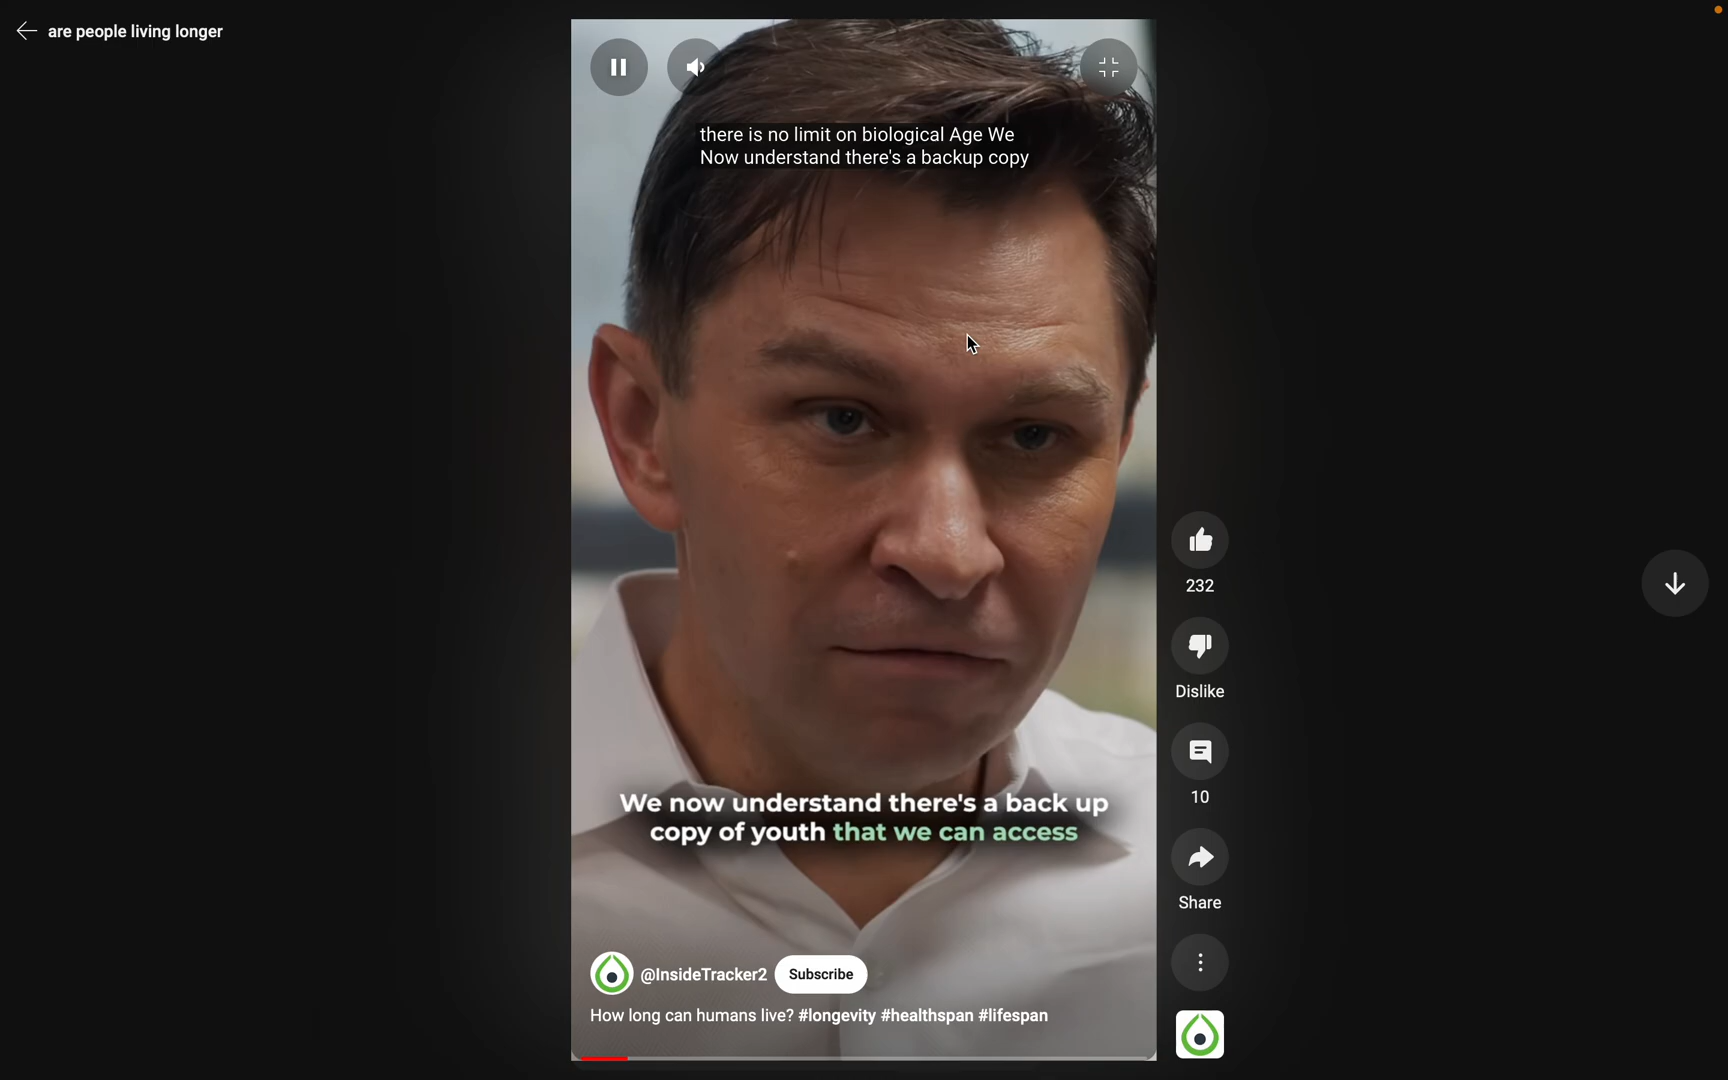 are people living longer
there is no limit on biological Age We
Now understand there's a backup copy
We now understand there's a back up
copy of youth that we can access
232
Dislike
10
Share
@InsideTracker2 Subscribe
How long can humans live? #longevity #healthspan #lifespan